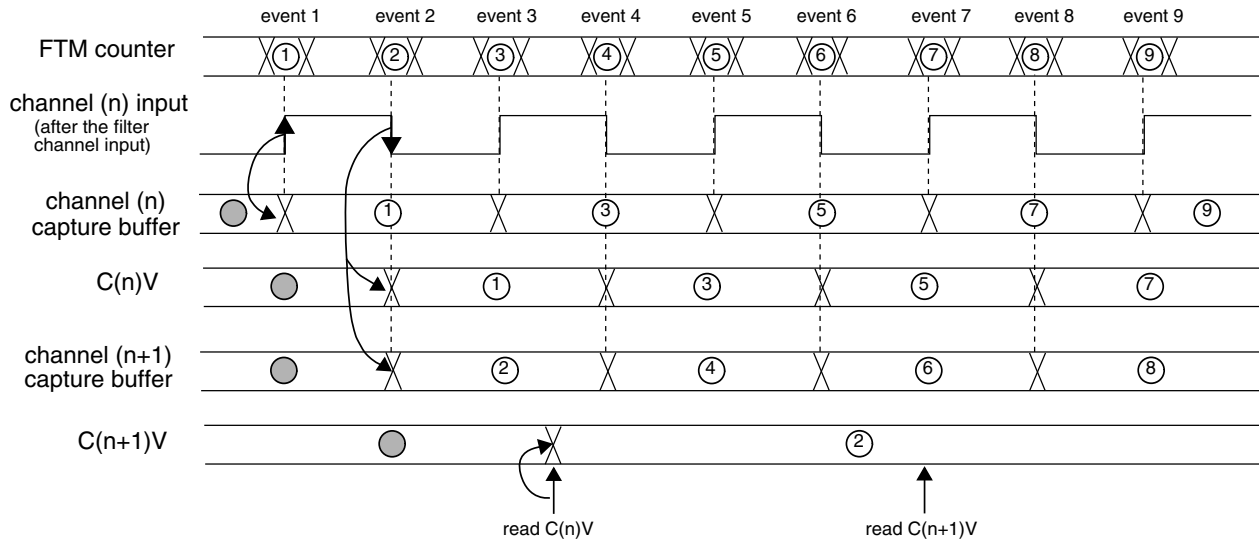 event 1 event 2 event 3 event 4 event 5 event 6 event 7 event 8 event 9
FTM counter
1 2 3 4 5 6 7 8 9
channel (n) input
(after the filter
channel input)
channel (n)
capture buffer
1 3 5 7 9
C(n)V
1 3 5 7
channel (n+1)
capture buffer
2 4 6 8
C(n+1)V
2
read C(n)V read C(n+1)V